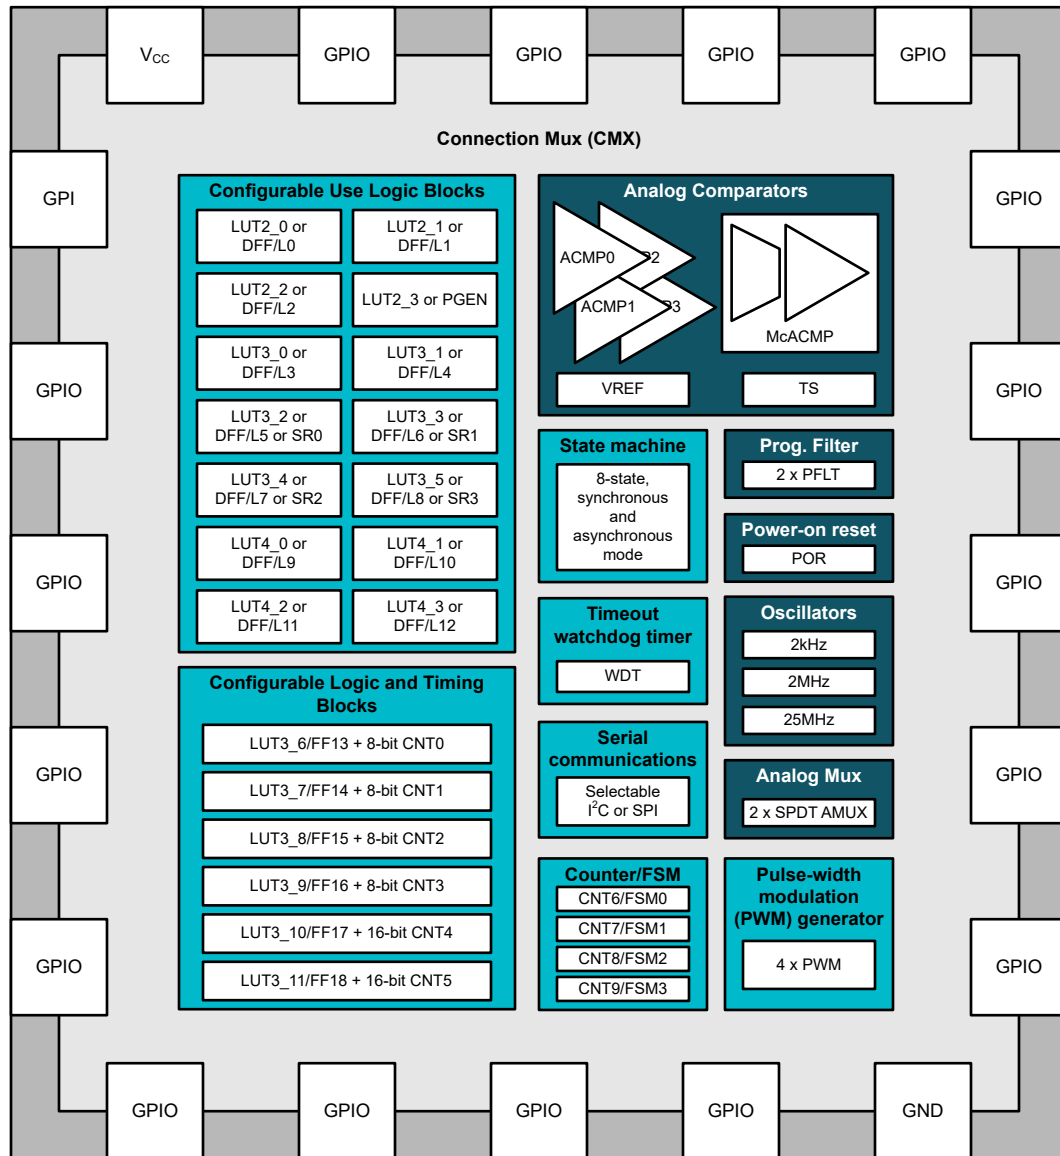 V_CC
GPIO
GPIO
GPIO
GPIO
Connection Mux (CMX)
GPI
GPIO
GPIO
GPIO
GPIO
Configurable Use Logic Blocks
LUT2_0 or
DFF/L0
LUT2_1 or
DFF/L1
LUT2_2 or
DFF/L2
LUT2_3 or PGEN
LUT3_0 or
DFF/L3
LUT3_1 or
DFF/L4
LUT3_2 or
DFF/L5 or SR0
LUT3_3 or
DFF/L6 or SR1
LUT3_4 or
DFF/L7 or SR2
LUT3_5 or
DFF/L8 or SR3
LUT4_0 or
DFF/L9
LUT4_1 or
DFF/L10
LUT4_2 or
DFF/L11
LUT4_3 or
DFF/L12
Configurable Logic and Timing
Blocks
LUT3_6/FF13 + 8-bit CNT0
LUT3_7/FF14 + 8-bit CNT1
LUT3_8/FF15 + 8-bit CNT2
LUT3_9/FF16 + 8-bit CNT3
LUT3_10/FF17 + 16-bit CNT4
LUT3_11/FF18 + 16-bit CNT5
Analog Comparators
ACMP0
P2
ACMP1
P3
McACMP
VREF
TS
State machine
8-state,
synchronous
and
asynchronous
mode
Timeout
watchdog timer
WDT
Serial
communications
Selectable
I²C or SPI
Counter/FSM
CNT6/FSM0
CNT7/FSM1
CNT8/FSM2
CNT9/FSM3
Prog. Filter
2 x PFLT
Power-on reset
POR
Oscillators
2kHz
2MHz
25MHz
Analog Mux
2 x SPDT AMUX
Pulse-width
modulation
(PWM) generator
4 x PWM
GPIO
GPIO
GPIO
GPIO
GPIO
GPIO
GPIO
GPIO
GPIO
GND